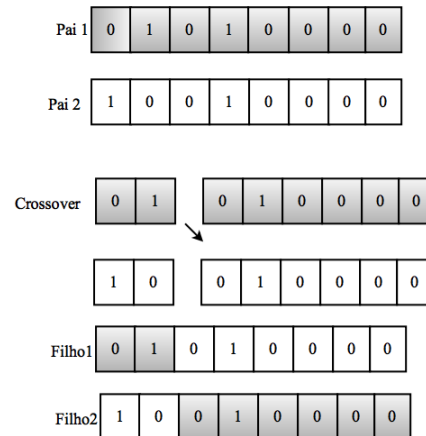 Pai 1 0 1 0 1 0 0 0 0
Pai 2 1 0 0 1 0 0 0 0
Crossover 0 1 0 1 0 0 0 0
1 0 0 1 0 0 0 0
Filho1 0 1 0 1 0 0 0 0
Filho2 1 0 0 1 0 0 0 0